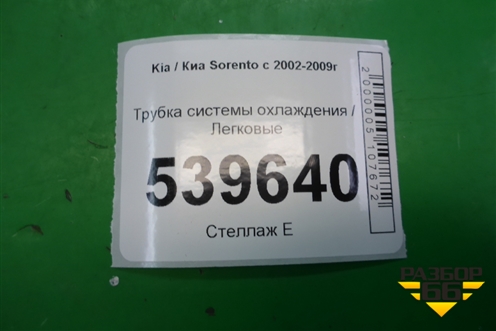 Kia / Киа Sorento с 2002-2009г
Трубка системы охлаждения /
Легковые
539640
Стеллаж Е
2000005107672
РАЗБОР
66